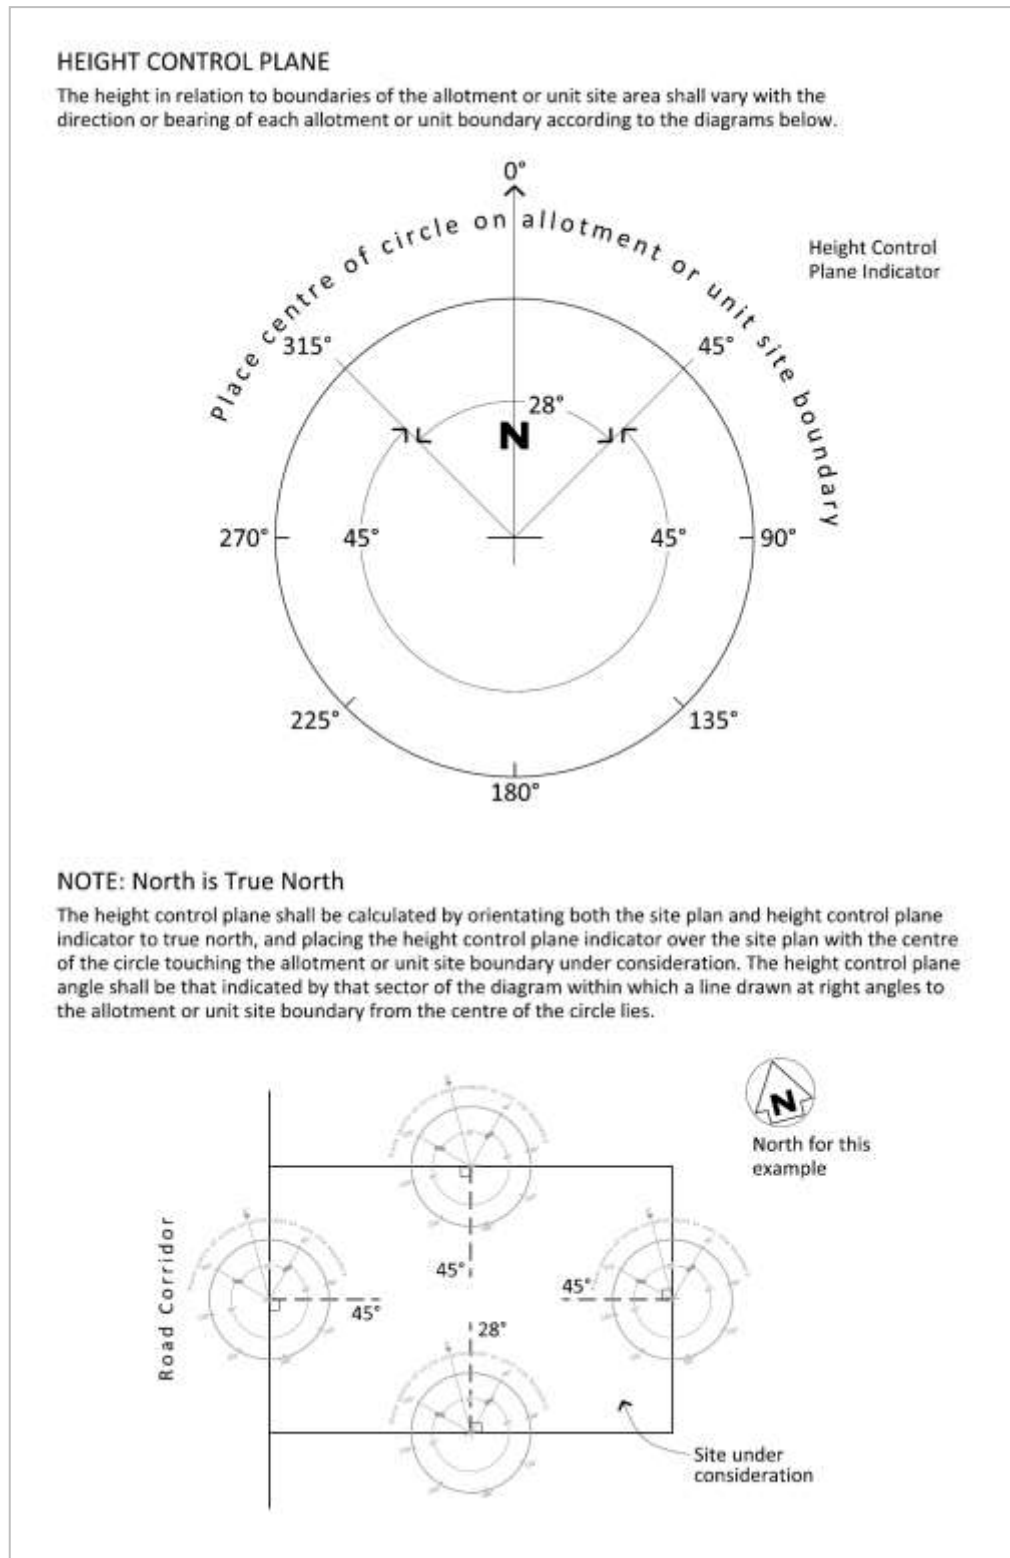 HEIGHT CONTROL PLANE
The height in relation to boundaries of the allotment or unit site area shall vary with the
direction or bearing of each allotment or unit boundary according to the diagrams below.
0°
Place centre of circle on allotment or unit site boundary
Height Control
Plane Indicator
315°
45°
28°
N
270°
45°
45°
90°
225°
135°
180°
NOTE: North is True North
The height control plane shall be calculated by orientating both the site plan and height control plane
indicator to true north, and placing the height control plane indicator over the site plan with the centre
of the circle touching the allotment or unit site boundary under consideration. The height control plane
angle shall be that indicated by that sector of the diagram within which a line drawn at right angles to
the allotment or unit site boundary from the centre of the circle lies.
N
North for this
example
Road Corridor
45°
45°
45°
28°
Site under
consideration